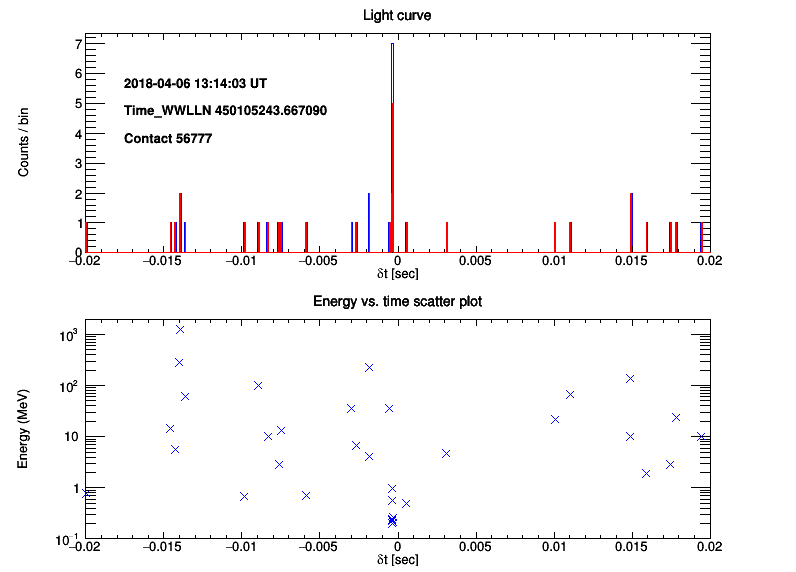 Light curve
Counts / bin
7
6
5
4
3
2
1
0
2018-04-06 13:14:03 UT
Time_WWLLN 450105243.667090
Contact 56777
−0.02 −0.015 −0.01 −0.005 0 0.005 0.01 0.015 0.02
δt [sec]
Energy vs. time scatter plot
Energy (MeV)
10³
10²
10
1
10⁻¹
−0.02 −0.015 −0.01 −0.005 0 0.005 0.01 0.015 0.02
δt [sec]